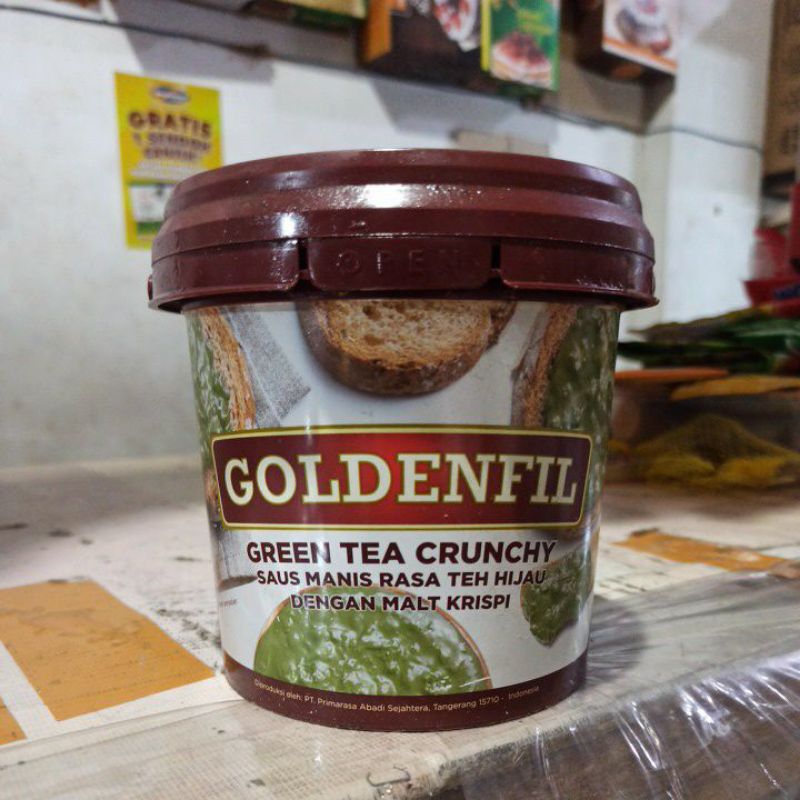 GRATIS
OPEN
GOLDENFIL
GREEN TEA CRUNCHY
SAUS MANIS RASA TEH HIJAU
DENGAN MALT KRISPI
Diproduksi oleh: PT. Primarasa Abadi Sejahtera, Tangerang 15710 - Indonesia